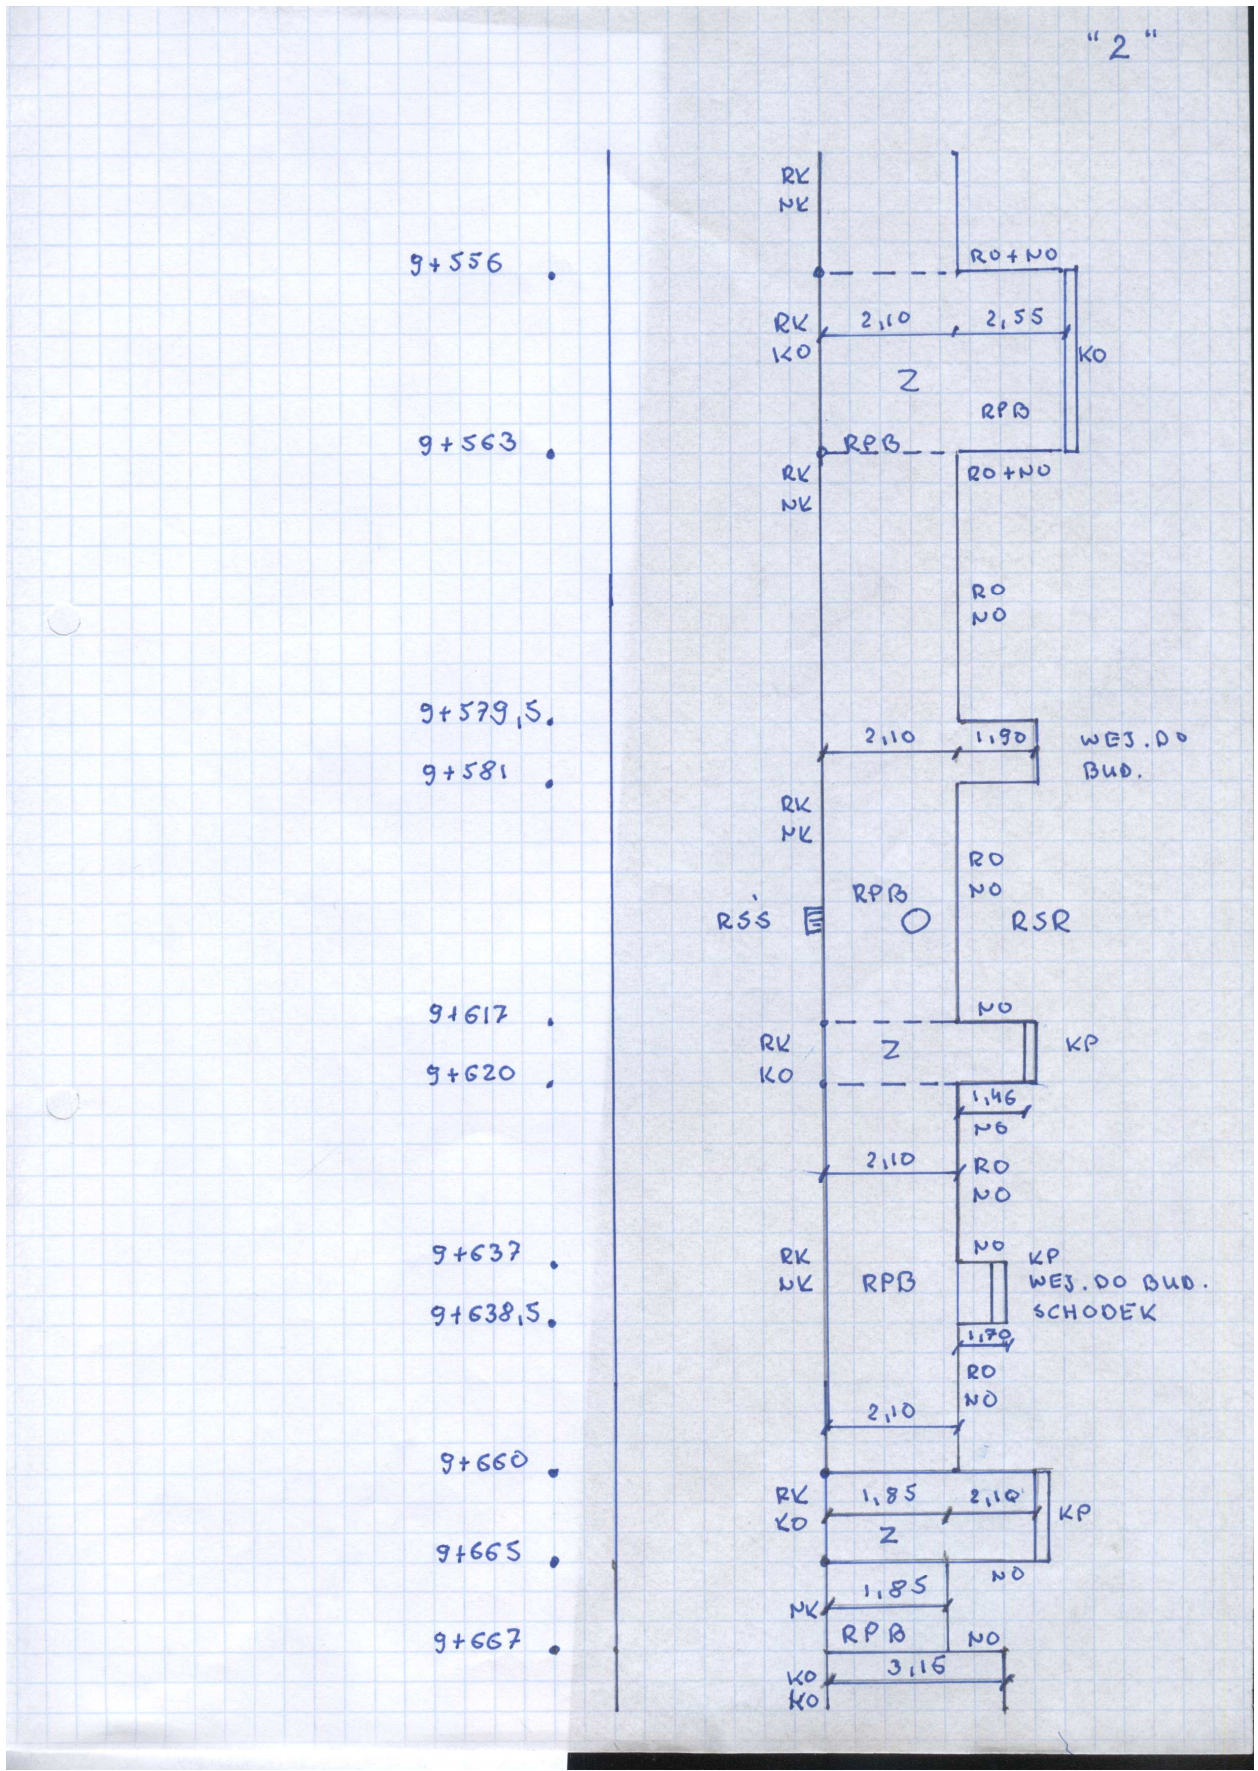 "2"
RK
NK
9+556
RO+NO
RK
KO
2,10
2,55
KO
Z
RPB
9+563
RPB
RK
NK
RO+NO
RO
NO
9+579,5
2,10
1,90
WEJ.DO
BUD.
9+581
RK
NK
RO
NO
RPB
RSŚ
RSR
9+617
NO
RK
KO
Z
KP
9+620
1,46
NO
2,10
RO
NO
9+637
NO
RK
NK
RPB
KP
WEJ.DO BUD.
SCHODEK
9+638,5
1,70
RO
NO
2,10
9+660
RK
KO
1,85
2,10
KP
Z
9+665
NO
1,85
NK
RPB
NO
9+667
3,16
KO
KO